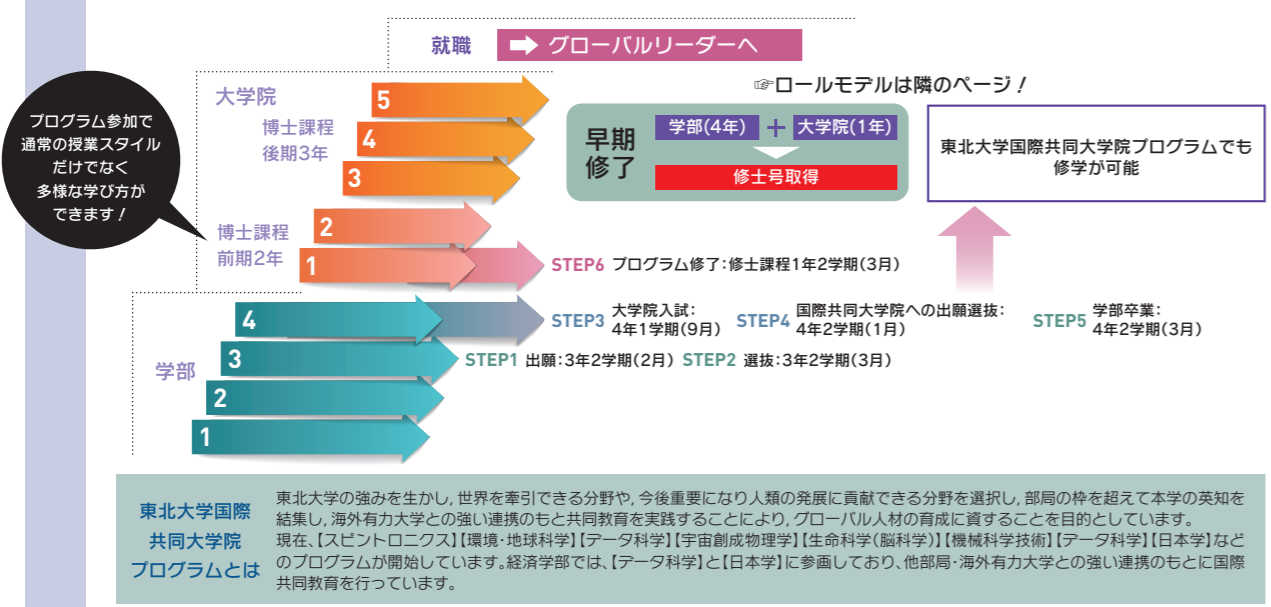 就職 ➡ グローバルリーダーへ
☞ロールモデルは隣のページ！
プログラム参加で
通常の授業スタイル
だけでなく
多様な学び方が
できます！
大学院
博士課程
後期3年
5
4
3
早期
修了
学部(4年) + 大学院(1年)
修士号取得
東北大学国際共同大学院プログラムでも
修学が可能
博士課程
前期2年
2
1
STEP6 プログラム修了：修士課程1年2学期(3月)
学部
4
STEP3 大学院入試：
4年1学期(9月)
STEP4 国際共同大学院への出願選抜：
4年2学期(1月)
STEP5 学部卒業：
4年2学期(3月)
3
STEP1 出願：3年2学期(2月) STEP2 選抜：3年2学期(3月)
2
1
東北大学国際
共同大学院
プログラムとは
東北大学の強みを生かし，世界を牽引できる分野や，今後重要になり人類の発展に貢献できる分野を選択し，部局の枠を超えて本学の英知を
結集し，海外有力大学との強い連携のもと共同教育を実践することにより，グローバル人材の育成に資することを目的としています。
現在、【スピントロニクス】【環境・地球科学】【データ科学】【宇宙創成物理学】【生命科学(脳科学)】【機械科学技術】【データ科学】【日本学】など
のプログラムが開始しています。経済学部では、【データ科学】と【日本学】に参画しており、他部局・海外有力大学との強い連携のもとに国際
共同教育を行っています。